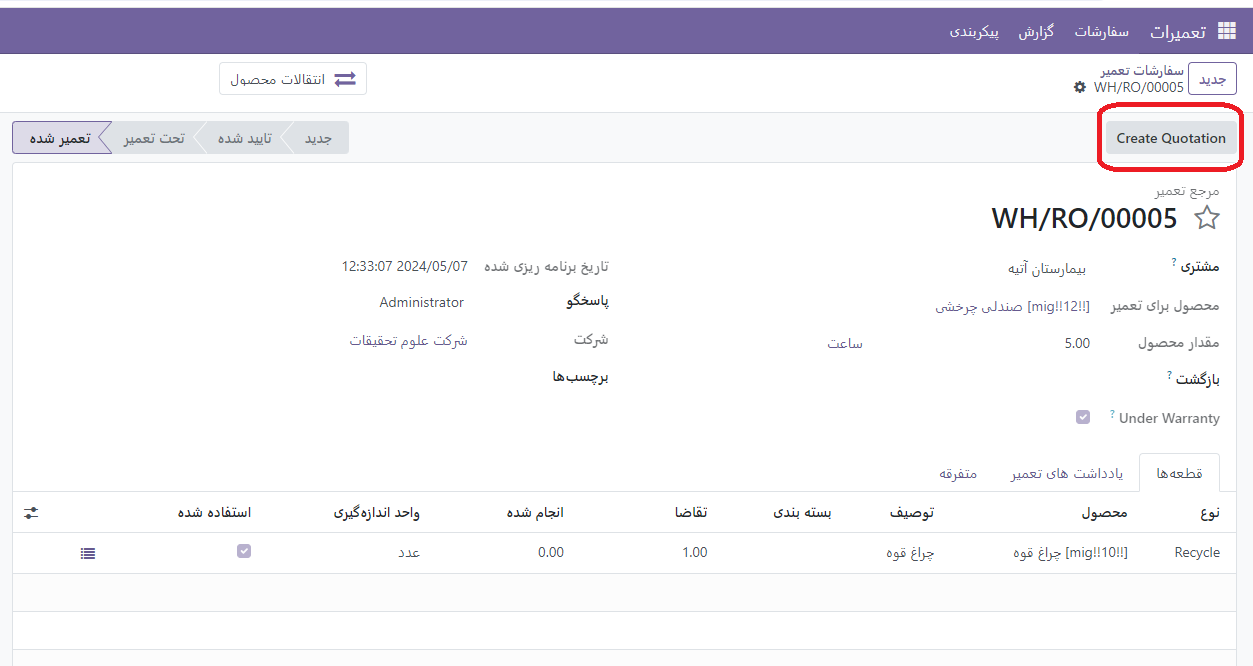 تعمیرات سفارشات گزارش پیکربندی
جدید
سفارشات تعمیر
WH/RO/00005
انتقالات محصول
Create Quotation
جدید تایید شده تحت تعمیر تعمیر شده
مرجع تعمیر
WH/RO/00005
مشتری ? بیمارستان آتیه
محصول برای تعمیر [mig!!12!!] صندلی چرخشی
مقدار محصول 5.00 ساعت
بازگشت ?
Under Warranty ?
تاریخ برنامه ریزی شده 2024/05/07 12:33:07
پاسخگو Administrator
شرکت شرکت علوم تحقیقات
برچسب‌ها
قطعه‌ها یادداشت های تعمیر متفرقه
نوع محصول توصیف بسته بندی تقاضا انجام شده واحد اندازه‌گیری استفاده شده
Recycle [mig!!10!!] چراغ قوه چراغ قوه 1.00 0.00 عدد